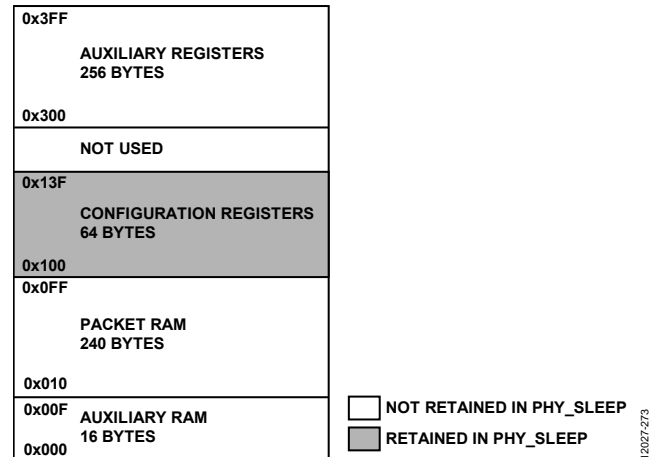 0x3FF
AUXILIARY REGISTERS
256 BYTES
0x300
NOT USED
0x13F
CONFIGURATION REGISTERS
64 BYTES
0x100
0x0FF
PACKET RAM
240 BYTES
0x010
0x00F
AUXILIARY RAM
16 BYTES
0x000
NOT RETAINED IN PHY_SLEEP
RETAINED IN PHY_SLEEP
12027-273